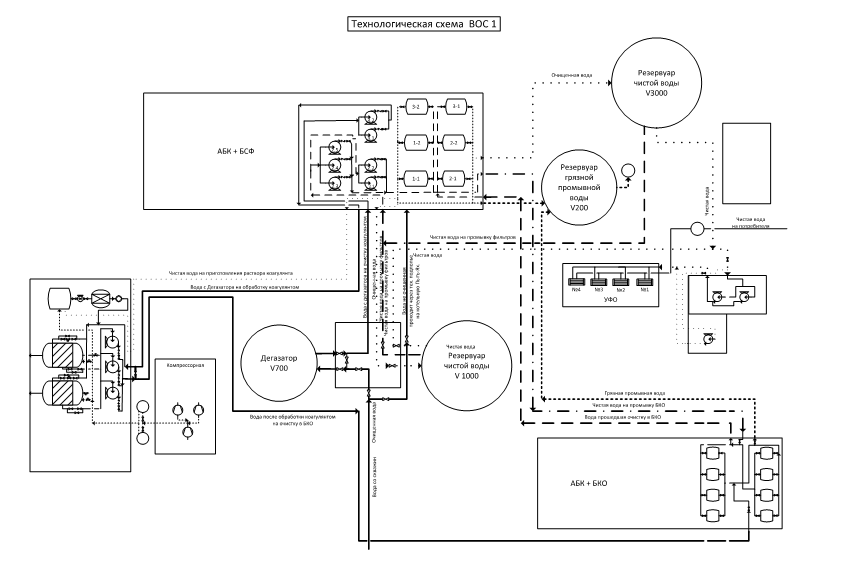 Технологическая схема ВОС 1
Очищенная вода
Резервуар
чистой воды
V3000
3-2
3-1
АБК + БСФ
1-2
2-2
1-1
2-1
Резервуар
грязной
промывной
воды
V200
Чистая вода
Чистая вода
на потребителя
Чистая вода на промывку фильтров
Чистая вода
Чистая вода на приготовления раствора коагулянта
Вода с Дегазатора на обработку коагулянтом
№4
№3
№2
№1
УФО
Чистая вода
Резервуар
чистой воды
V 1000
Дегазатор
V700
Компрессорная
Вода после обработки коагулянтом
на очистку в БКО
Очищенная вода
Вода со скважин
Грязная промывная вода
Чистая вода на промывку БКО
Вода прошедшая очистку в БКО
АБК + БКО